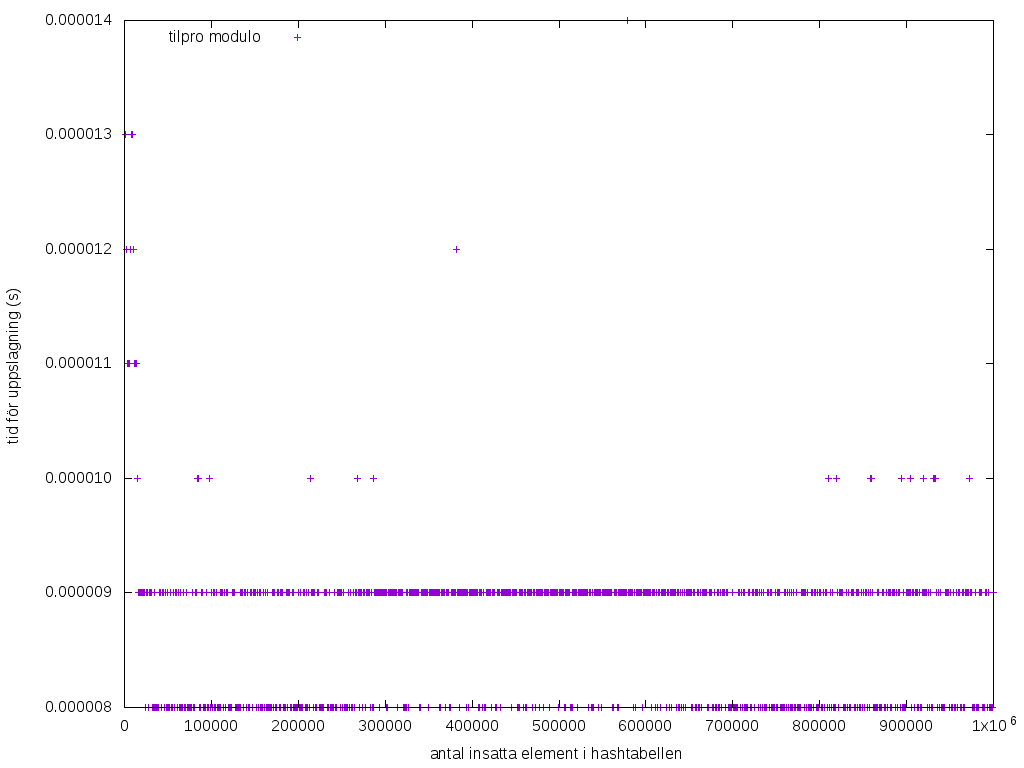 0.000014
tilpro modulo
0.000013
0.000012
0.000011
0.000010
0.000009
0.000008
tid för uppslagning (s)
0 100000 200000 300000 400000 500000 600000 700000 800000 900000 1x10 6
antal insatta element i hashtabellen